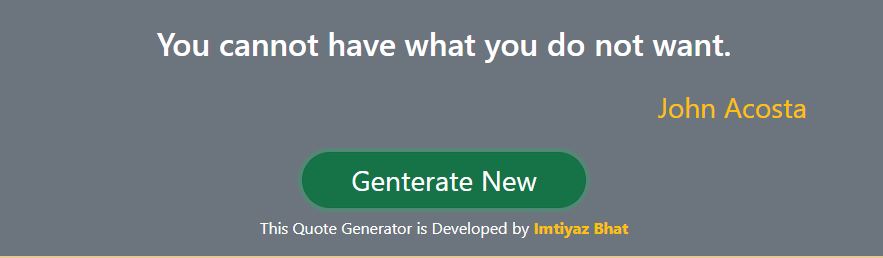 You cannot have what you do not want.
John Acosta
Genterate New
This Quote Generator is Developed by Imtiyaz Bhat